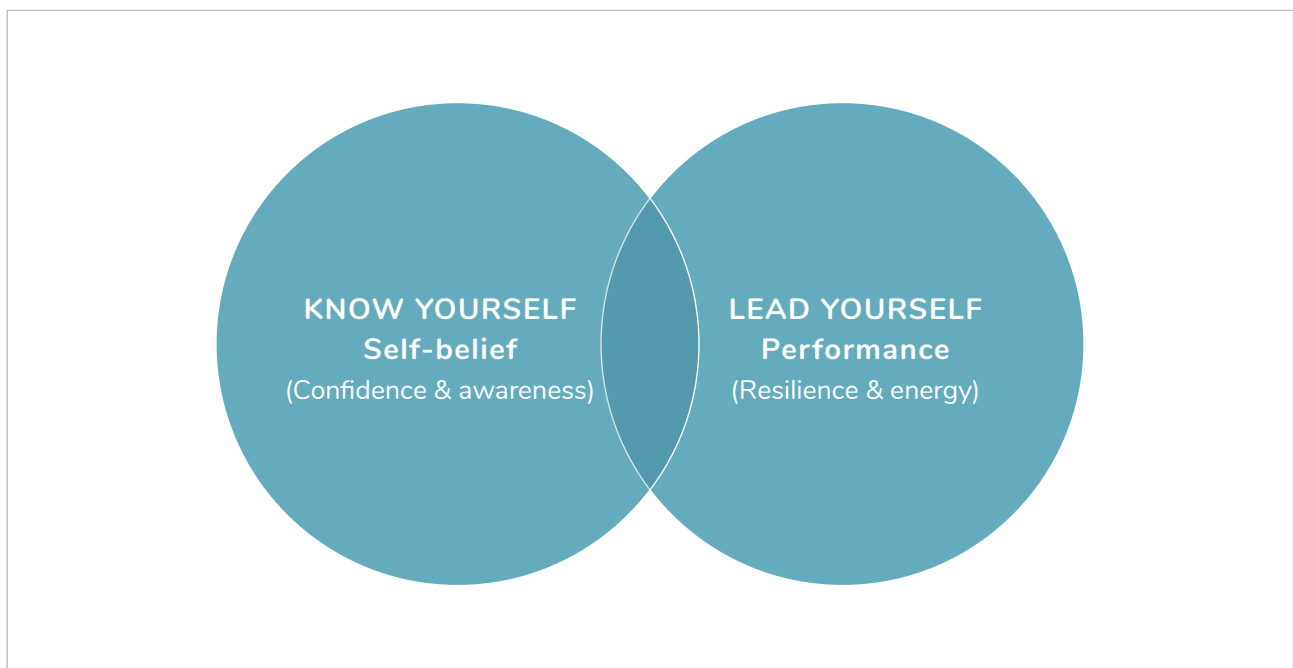 KNOW YOURSELF
Self-belief
(Confidence & awareness)
LEAD YOURSELF
Performance
(Resilience & energy)